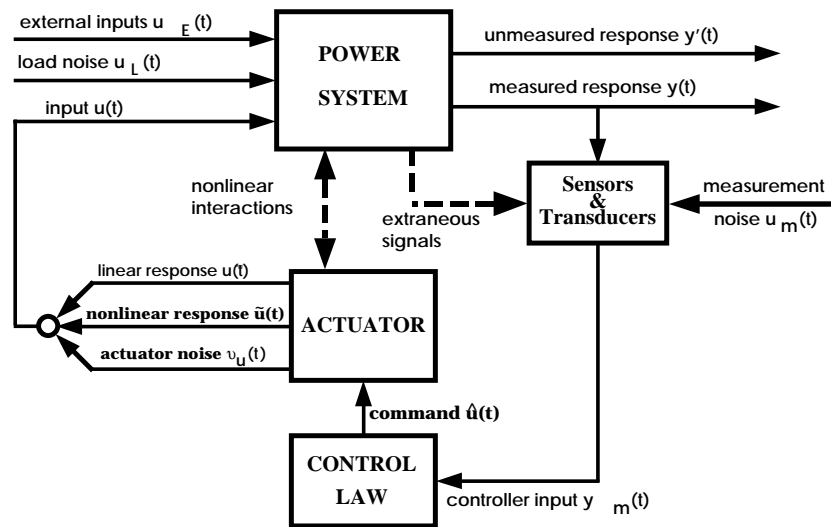 external inputs u E (t)
load noise u L (t)
input u(t)
POWER
SYSTEM
unmeasured response y'(t)
measured response y(t)
nonlinear
interactions
extraneous
signals
Sensors
&
Transducers
measurement
noise u m(t)
linear response u(t)
nonlinear response ũ(t)
actuator noise υu(t)
ACTUATOR
command û(t)
CONTROL
LAW
controller input y m(t)